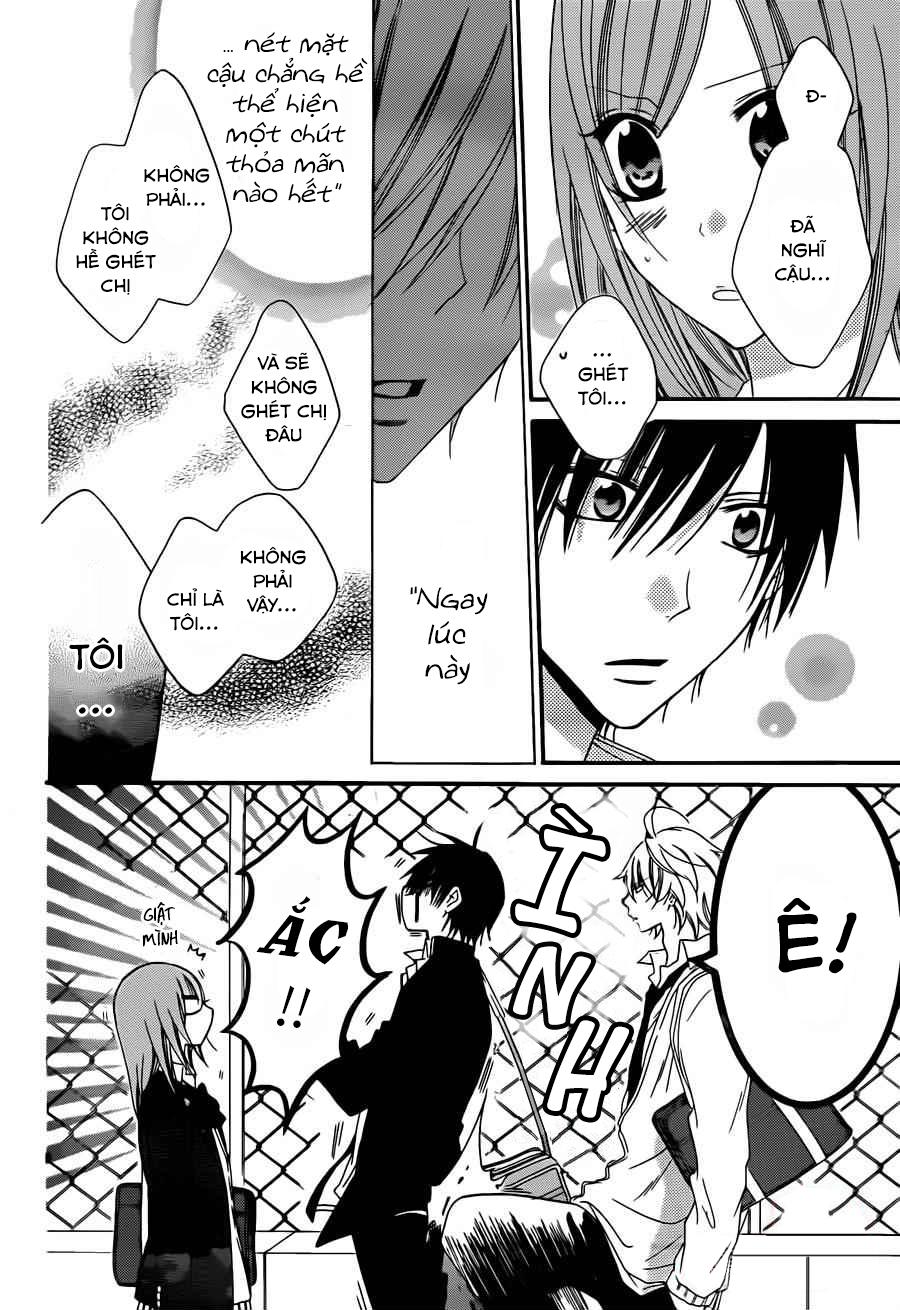 Đ-
ĐÃ
NGHĨ
CẬU...
...
GHÉT
TÔI...
"Ngay
lúc
này
... nét mặt
cậu chẳng hề
thể hiện
một chút
thỏa mãn
nào hết"
KHÔNG
PHẢI...
TÔI
KHÔNG
HỀ GHÉT
CHỊ
VÀ SẼ
KHÔNG
GHÉT CHỊ
ĐÂU
KHÔNG
PHẢI
VẬY...
CHỈ LÀ
TÔI...
TÔI
...
Ê!
ÌNH
ẮC
!!
GIẬT
MÌNH